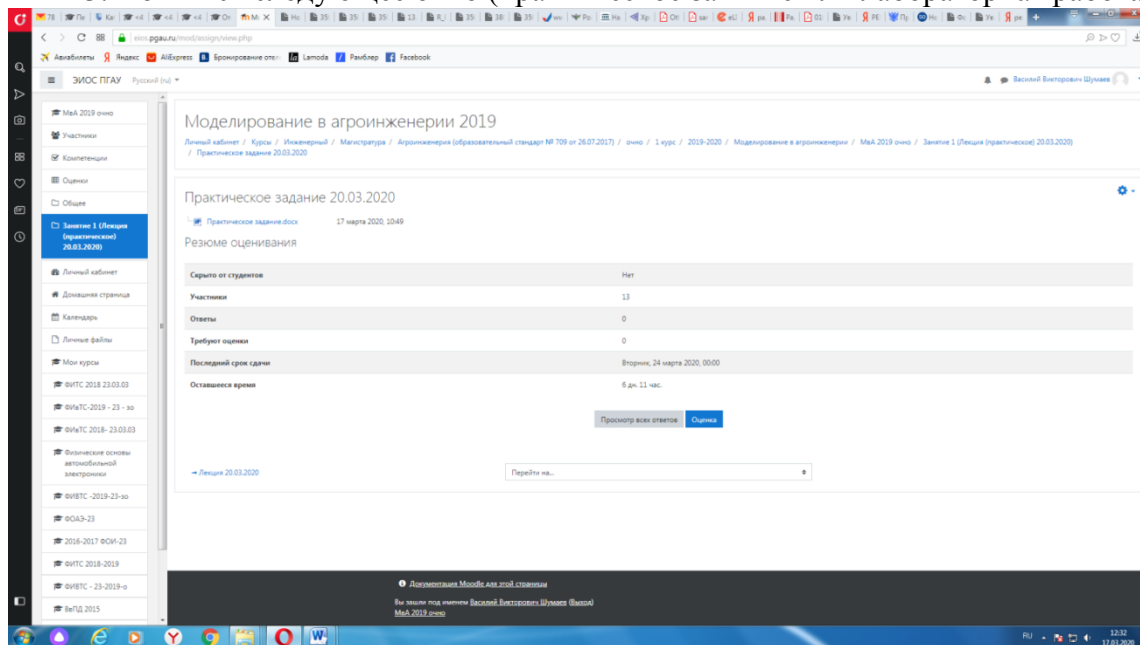 eios.pgau.ru/mod/assign/view.php
Авиабилеты Яндекс AliExpress Бронирование отел Lamoda Рамблер Facebook
ЭИОС ПГАУ Русский (ru)
Василий Викторович Шумаев
МвА 2019 очно
Участники
Компетенции
Оценки
Общее
Занятие 1 (Лекция
(практическое)
20.03.2020)
Личный кабинет
Домашняя страница
Календарь
Личные файлы
Мои курсы
ФИТС 2018 23.03.03
ФИвТС-2019 - 23 - зо
ФИвТС 2018- 23.03.03
Физические основы
автомобильной
электроники
ФИВТС -2019-23-зо
ФОАЭ-23
2016-2017 ФОИ-23
ФИТС 2018-2019
ФИВТС - 23-2019-о
ВеПД 2015
Моделирование в агроинженерии 2019
Личный кабинет / Курсы / Инженерный / Магистратура / Агроинженерия (образовательный стандарт № 709 от 26.07.2017) / очно / 1 курс / 2019-2020 / Моделирование в агроинженерии / МвА 2019 очно / Занятие 1 (Лекция (практическое) 20.03.2020)
/ Практическое задание 20.03.2020
Практическое задание 20.03.2020
Практическое задание.docx 17 марта 2020, 10:49
Резюме оценивания
Скрыто от студентов Нет
Участники 13
Ответы 0
Требуют оценки 0
Последний срок сдачи Вторник, 24 марта 2020, 00:00
Оставшееся время 6 дн. 11 час.
Просмотр всех ответов Оценка
→ Лекция 20.03.2020 Перейти на...
Документация Moodle для этой страницы
Вы зашли под именем Василий Викторович Шумаев (Выход)
МвА 2019 очно
RU 12:32
17.03.2020